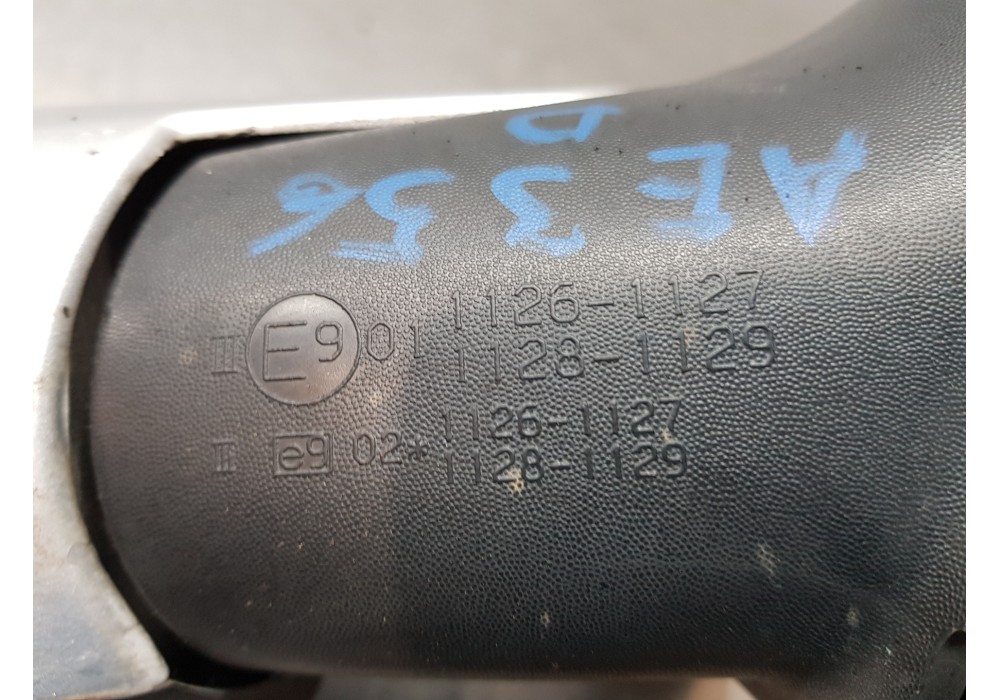 AE 356
D
III E9 01 1126-1127
1128-1129
II e9 02* 1126-1127
1128-1129